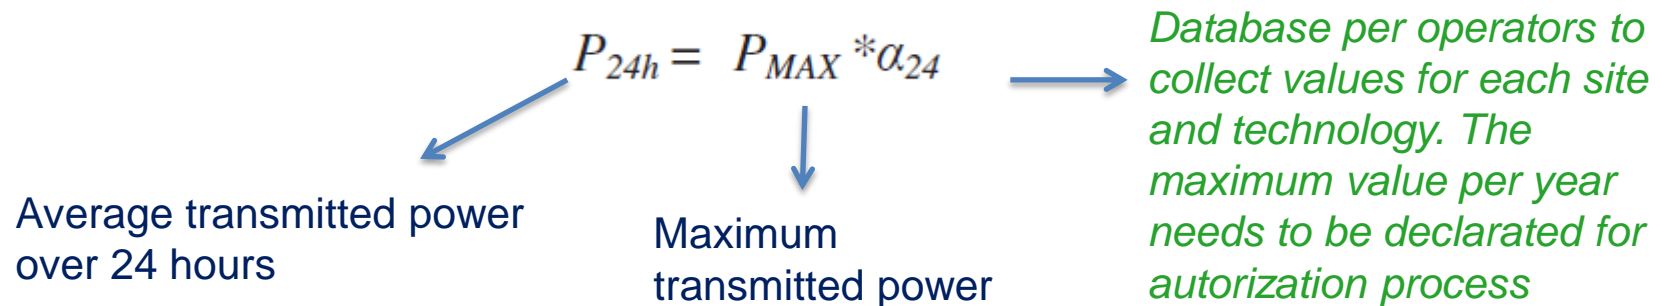 P24h = PMAX *α24
Average transmitted power
over 24 hours
Maximum
transmitted power
Database per operators to
collect values for each site
and technology. The
maximum value per year
needs to be declarated for
autorization process